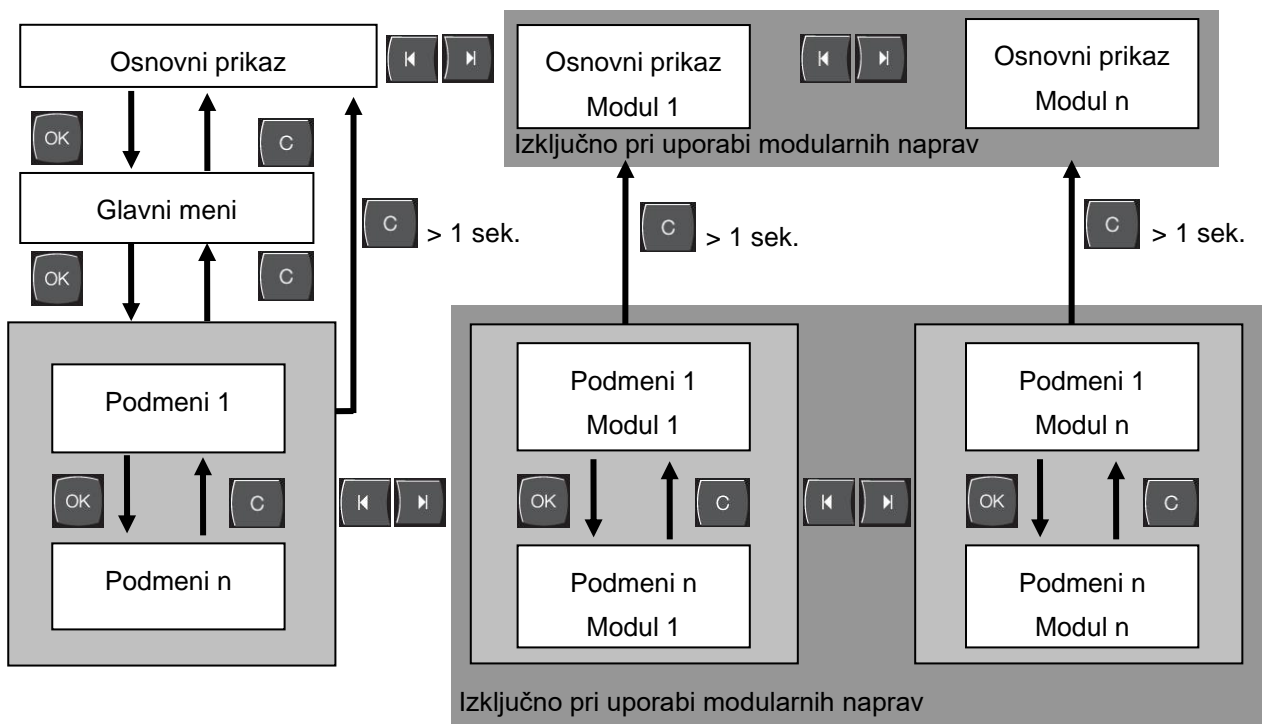 Osnovni prikaz
Osnovni prikaz
Modul 1
Osnovni prikaz
Modul n
Izključno pri uporabi modularnih naprav
OK
C
Glavni meni
C
> 1 sek.
C
> 1 sek.
C
> 1 sek.
OK
C
Podmeni 1
Podmeni 1
Modul 1
Podmeni 1
Modul n
OK
C
OK
C
OK
C
Podmeni n
Podmeni n
Modul 1
Podmeni n
Modul n
Izključno pri uporabi modularnih naprav